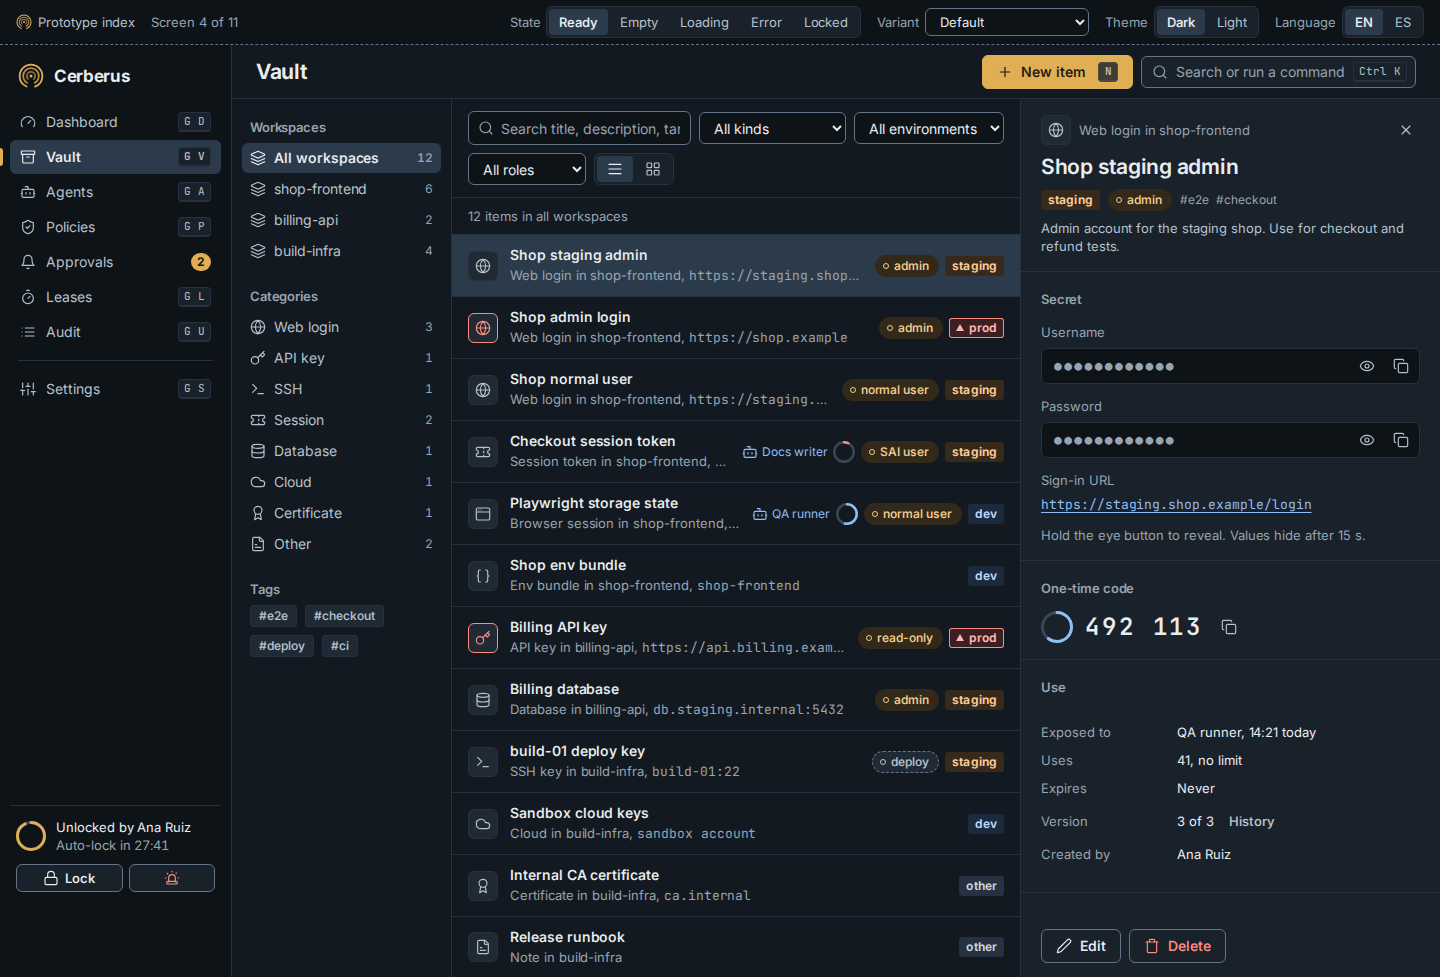 Prototype index Screen 4 of 11 State Ready Empty Loading Error Locked Variant Default Theme Dark Light Language EN ES
Cerberus
Dashboard G D
Vault G V
Agents G A
Policies G P
Approvals 2
Leases G L
Audit G U
Settings G S
Unlocked by Ana Ruiz
Auto-lock in 27:41
Lock
Vault
New item N
Search or run a command Ctrl K
Workspaces
All workspaces 12
shop-frontend 6
billing-api 2
build-infra 4
Categories
Web login 3
API key 1
SSH 1
Session 2
Database 1
Cloud 1
Certificate 1
Other 2
Tags
#e2e #checkout
#deploy #ci
Search title, description, tar All kinds All environments
All roles
12 items in all workspaces
Shop staging admin
Web login in shop-frontend, https://staging.shop… admin staging
Shop admin login
Web login in shop-frontend, https://shop.example admin prod
Shop normal user
Web login in shop-frontend, https://staging.… normal user staging
Checkout session token
Session token in shop-frontend, … Docs writer SAI user staging
Playwright storage state
Browser session in shop-frontend,… QA runner normal user dev
Shop env bundle
Env bundle in shop-frontend, shop-frontend dev
Billing API key
API key in billing-api, https://api.billing.exam… read-only prod
Billing database
Database in billing-api, db.staging.internal:5432 admin staging
build-01 deploy key
SSH key in build-infra, build-01:22 deploy staging
Sandbox cloud keys
Cloud in build-infra, sandbox account dev
Internal CA certificate
Certificate in build-infra, ca.internal other
Release runbook
Note in build-infra other
Web login in shop-frontend
Shop staging admin
staging admin #e2e #checkout
Admin account for the staging shop. Use for checkout and
refund tests.
Secret
Username
●●●●●●●●●●●●
Password
●●●●●●●●●●●●
Sign-in URL
https://staging.shop.example/login
Hold the eye button to reveal. Values hide after 15 s.
One-time code
492 113
Use
Exposed to QA runner, 14:21 today
Uses 41, no limit
Expires Never
Version 3 of 3 History
Created by Ana Ruiz
Edit Delete